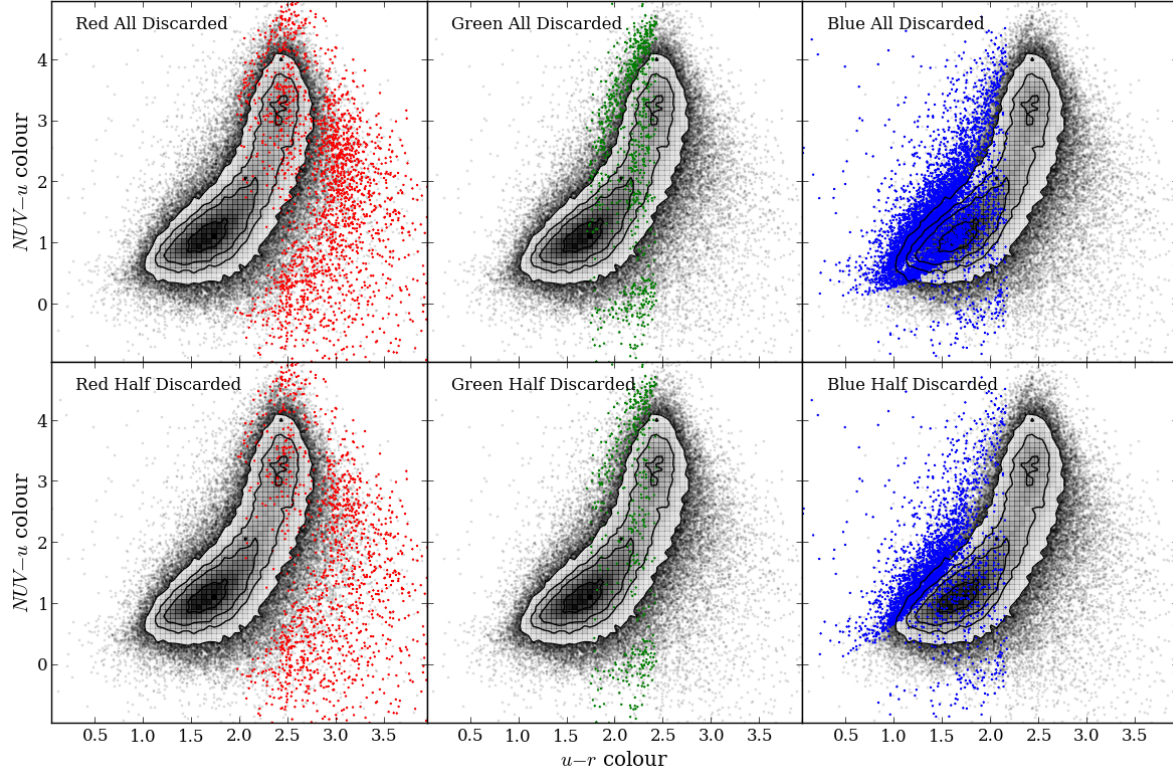 Red All Discarded
Green All Discarded
Blue All Discarded
4
3
2
1
0
NUV−u colour
Red Half Discarded
Green Half Discarded
Blue Half Discarded
4
3
2
1
0
NUV−u colour
0.5 1.0 1.5 2.0 2.5 3.0 3.5 0.5 1.0 1.5 2.0 2.5 3.0 3.5 0.5 1.0 1.5 2.0 2.5 3.0 3.5
u−r colour